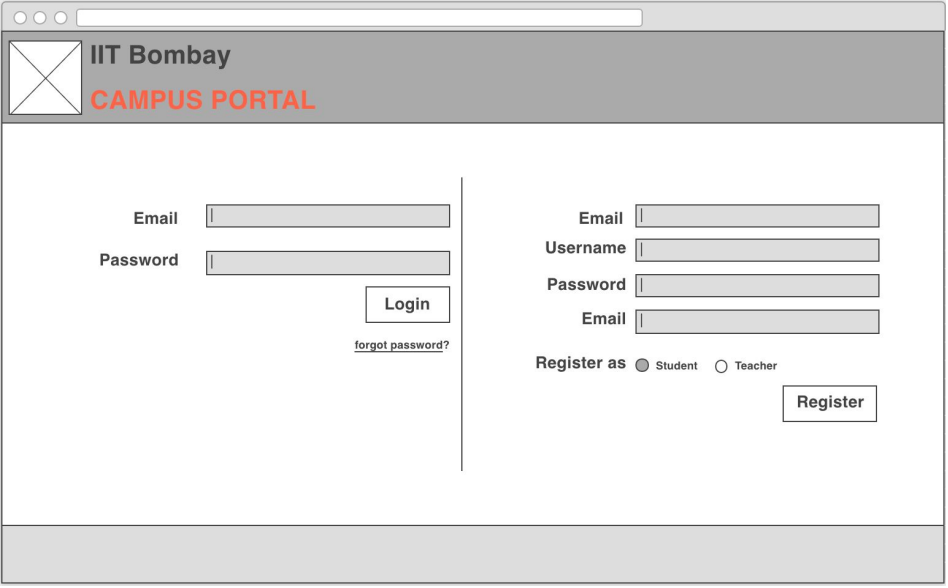 IIT Bombay
CAMPUS PORTAL
Email
Password
Login
forgot password?
Email
Username
Password
Email
Register as Student Teacher
Register